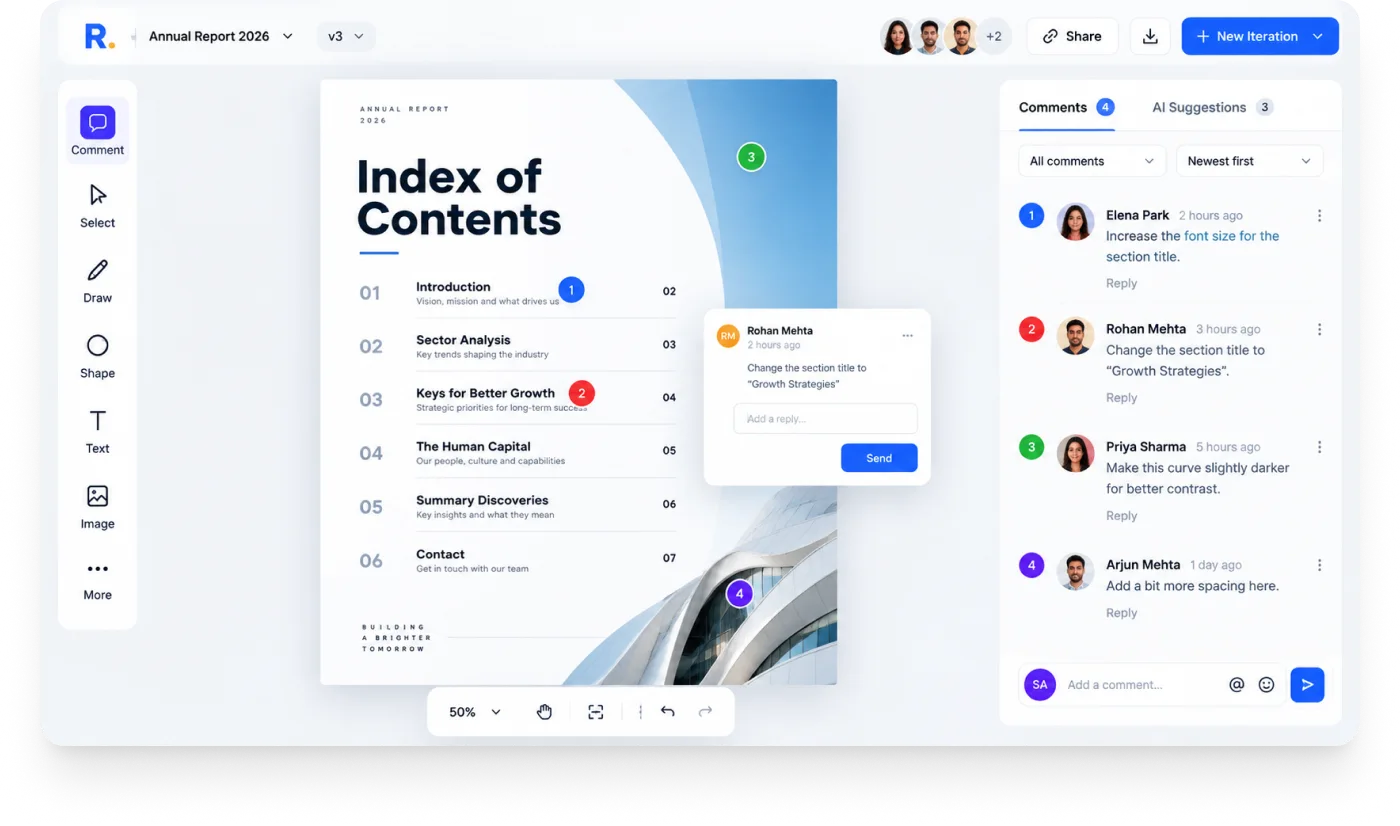 R.
Annual Report 2026
v3
+2
Share
New Iteration
Comment
Select
Draw
Shape
Text
Image
More
ANNUAL REPORT
2026
Index of
Contents
01 Introduction 02
Vision, mission and what drives us
1
02 Sector Analysis 03
Key trends shaping the industry
03 Keys for Better Growth 04
Strategic priorities for long-term success
2
04 The Human Capital 05
Our people, culture and capabilities
05 Summary Discoveries 06
Key insights and what they mean
06 Contact 07
Get in touch with our team
BUILDING
A BRIGHTER
TOMORROW
3
4
RM
Rohan Mehta
2 hours ago
Change the section title to
“Growth Strategies”
Add a reply...
Send
50%
Comments 4
AI Suggestions 3
All comments
Newest first
1
Elena Park 2 hours ago
Increase the font size for the
section title.
Reply
2
Rohan Mehta 3 hours ago
Change the section title to
“Growth Strategies”.
Reply
3
Priya Sharma 5 hours ago
Make this curve slightly darker
for better contrast.
Reply
4
Arjun Mehta 1 day ago
Add a bit more spacing here.
Reply
SA
Add a comment...
@